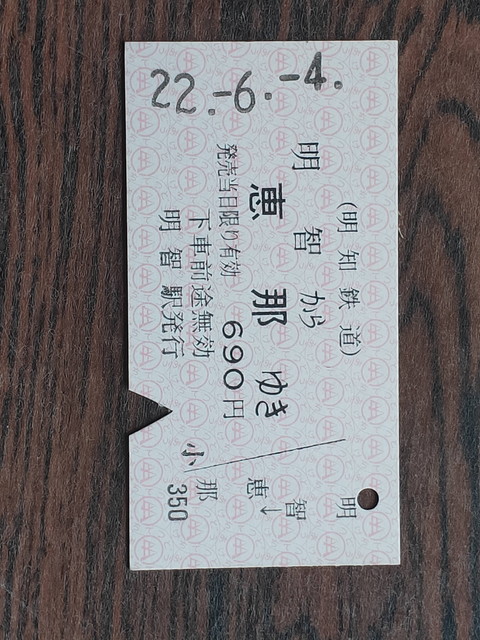 22.-6.-4.
(明知鉄道)
明智から
恵那ゆき
発売当日限り有効 690円
下車前途無効
明智駅発行
明智
↓
恵那
小 350